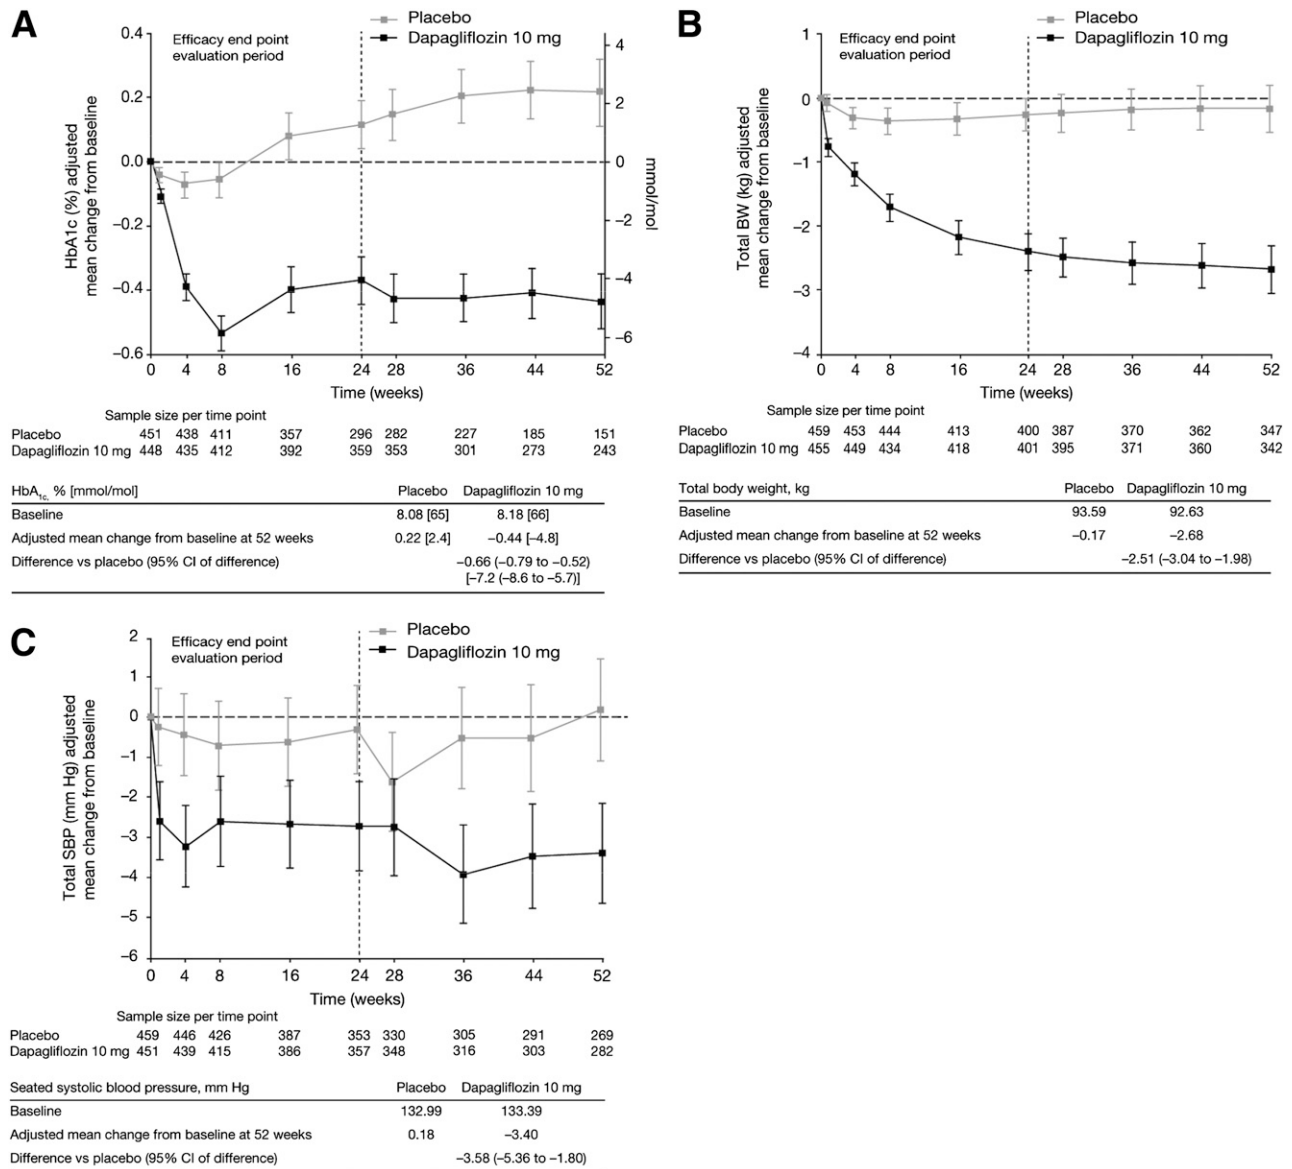 A
Placebo
Dapagliflozin 10 mg
Efficacy end point
evaluation period
HbA1c (%) adjusted
mean change from baseline
0.4
0.2
0.0
−0.2
−0.4
−0.6
4
2
0
−2
−4
−6
mmol/mol
0 4 8 16 24 28 36 44 52
Time (weeks)
Sample size per time point
Placebo 451 438 411 357 296 282 227 185 151
Dapagliflozin 10 mg 448 435 412 392 359 353 301 273 243
HbA1c, % [mmol/mol] Placebo Dapagliflozin 10 mg
Baseline 8.08 [65] 8.18 [66]
Adjusted mean change from baseline at 52 weeks 0.22 [2.4] −0.44 [−4.8]
Difference vs placebo (95% CI of difference) −0.66 (−0.79 to −0.52)
[−7.2 (−8.6 to −5.7)]
B
Placebo
Dapagliflozin 10 mg
Efficacy end point
evaluation period
Total BW (kg) adjusted
mean change from baseline
1
0
−1
−2
−3
−4
0 4 8 16 24 28 36 44 52
Time (weeks)
Sample size per time point
Placebo 459 453 444 413 400 387 370 362 347
Dapagliflozin 10 mg 455 449 434 418 401 395 371 360 342
Total body weight, kg Placebo Dapagliflozin 10 mg
Baseline 93.59 92.63
Adjusted mean change from baseline at 52 weeks −0.17 −2.68
Difference vs placebo (95% CI of difference) −2.51 (−3.04 to −1.98)
C
Placebo
Dapagliflozin 10 mg
Efficacy end point
evaluation period
Total SBP (mm Hg) adjusted
mean change from baseline
2
1
0
−1
−2
−3
−4
−5
−6
0 4 8 16 24 28 36 44 52
Time (weeks)
Sample size per time point
Placebo 459 446 426 387 353 330 305 291 269
Dapagliflozin 10 mg 451 439 415 386 357 348 316 303 282
Seated systolic blood pressure, mm Hg Placebo Dapagliflozin 10 mg
Baseline 132.99 133.39
Adjusted mean change from baseline at 52 weeks 0.18 −3.40
Difference vs placebo (95% CI of difference) −3.58 (−5.36 to −1.80)